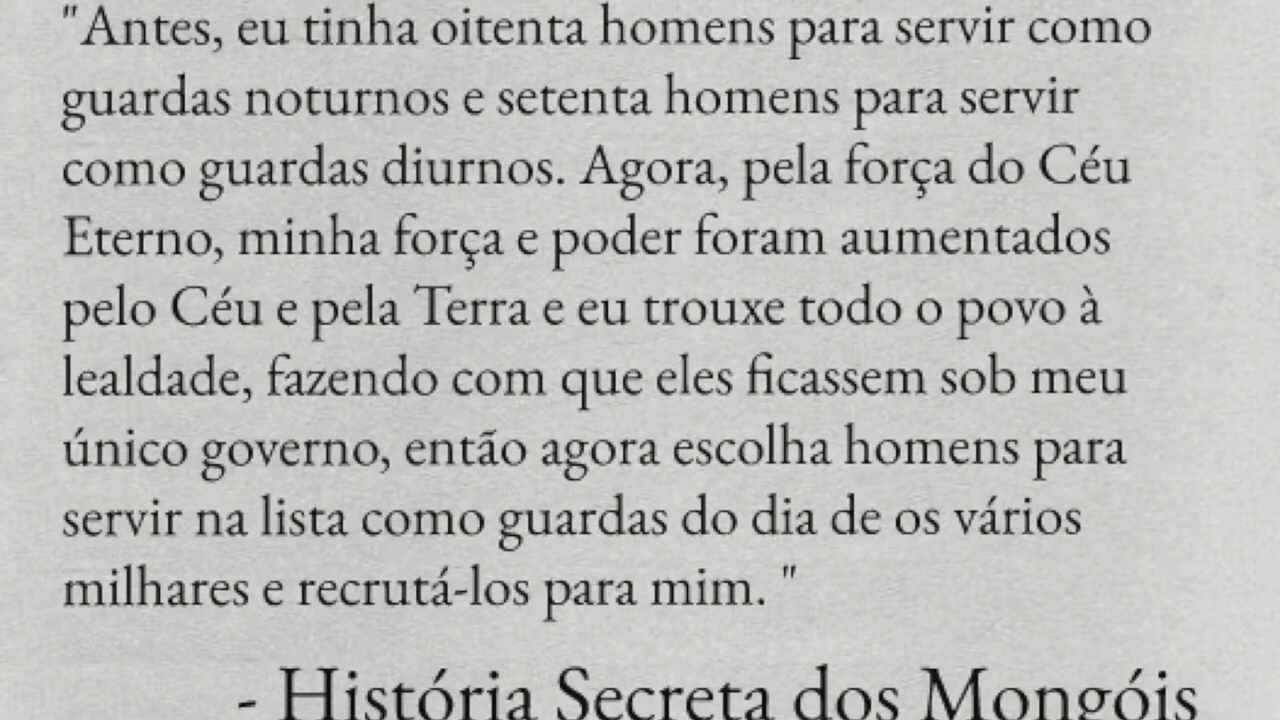 "Antes, eu tinha oitenta homens para servir como
guardas noturnos e setenta homens para servir
como guardas diurnos. Agora, pela força do Céu
Eterno, minha força e poder foram aumentados
pelo Céu e pela Terra e eu trouxe todo o povo à
lealdade, fazendo com que eles ficassem sob meu
único governo, então agora escolha homens para
servir na lista como guardas do dia de os vários
milhares e recrutá-los para mim. "
- História Secreta dos Mongóis